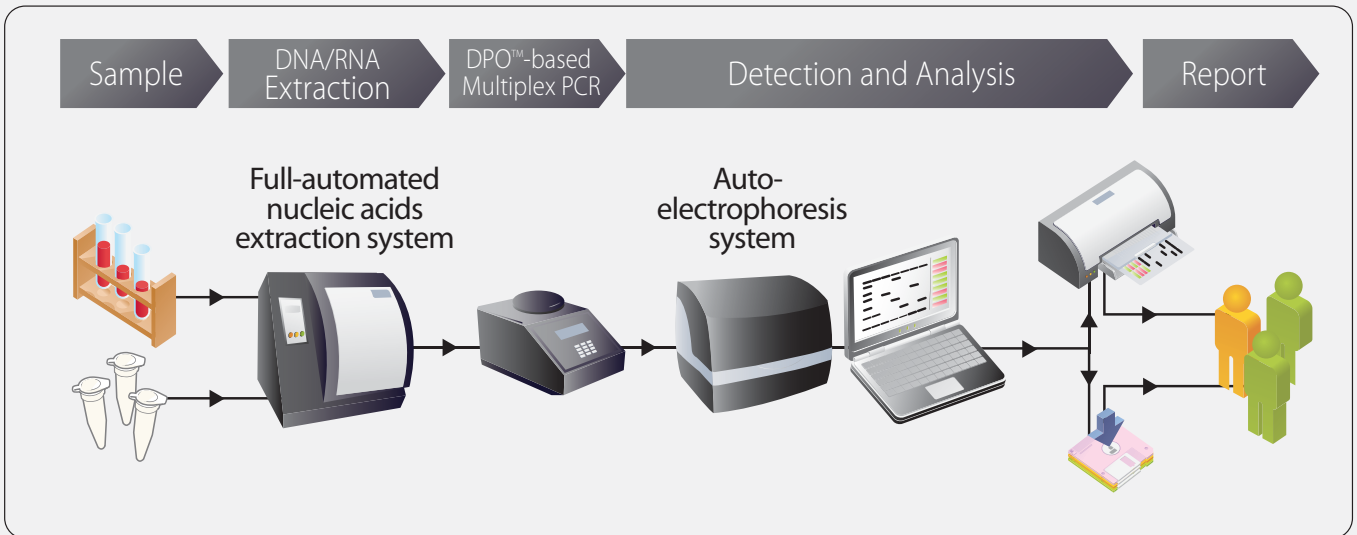 Sample
DNA/RNA
Extraction
DPO™-based
Multiplex PCR
Detection and Analysis
Report
Full-automated
nucleic acids
extraction system
Auto-
electrophoresis
system